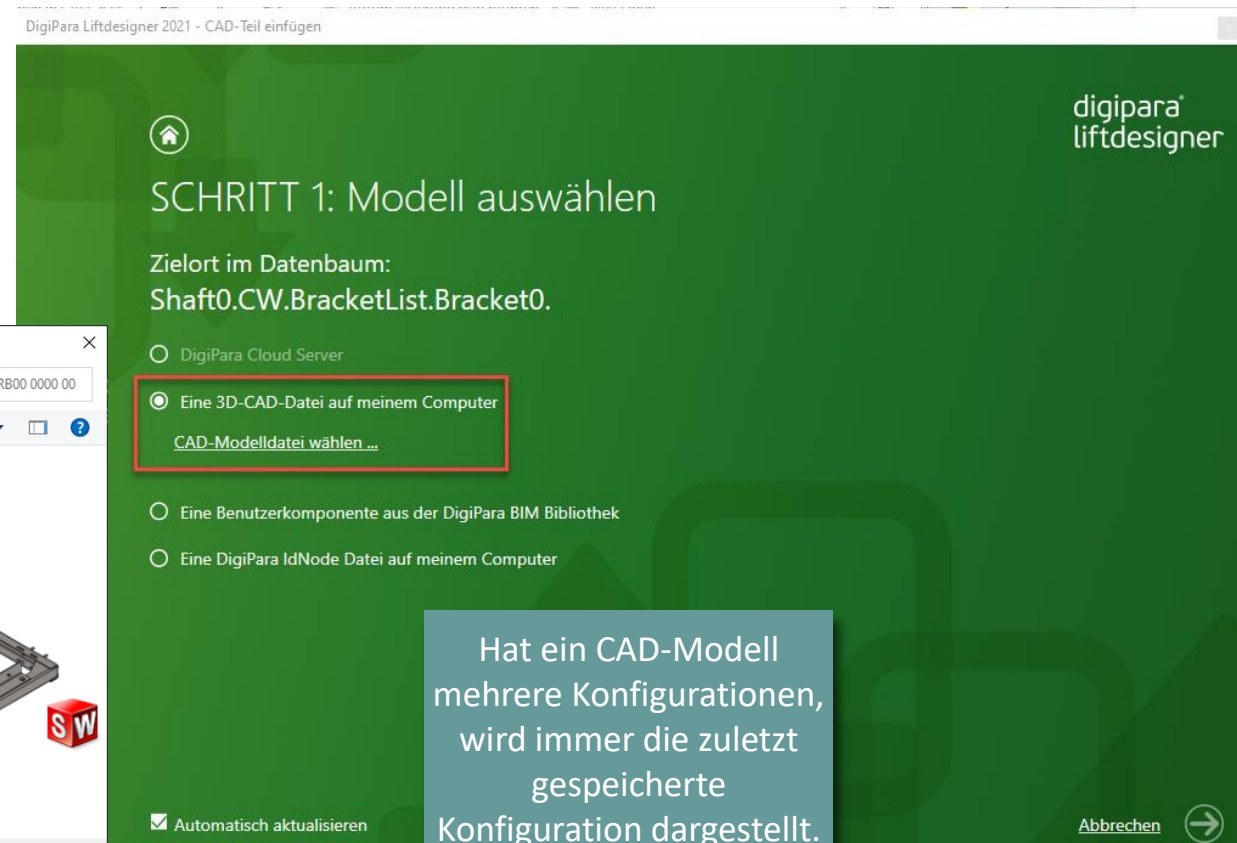 DigiPara Liftdesigner 2021 - CAD-Teil einfügen
digipara
liftdesigner
SCHRITT 1: Modell auswählen
Zielort im Datenbaum:
Shaft0.CW.BracketList.Bracket0.
DigiPara Cloud Server
Eine 3D-CAD-Datei auf meinem Computer
CAD-Modelldatei wählen ...
RB00 0000 00
Eine Benutzerkomponente aus der DigiPara BIM Bibliothek
Eine DigiPara IdNode Datei auf meinem Computer
SW
Hat ein CAD-Modell
mehrere Konfigurationen,
wird immer die zuletzt
gespeicherte
Konfiguration dargestellt.
Automatisch aktualisieren
Abbrechen